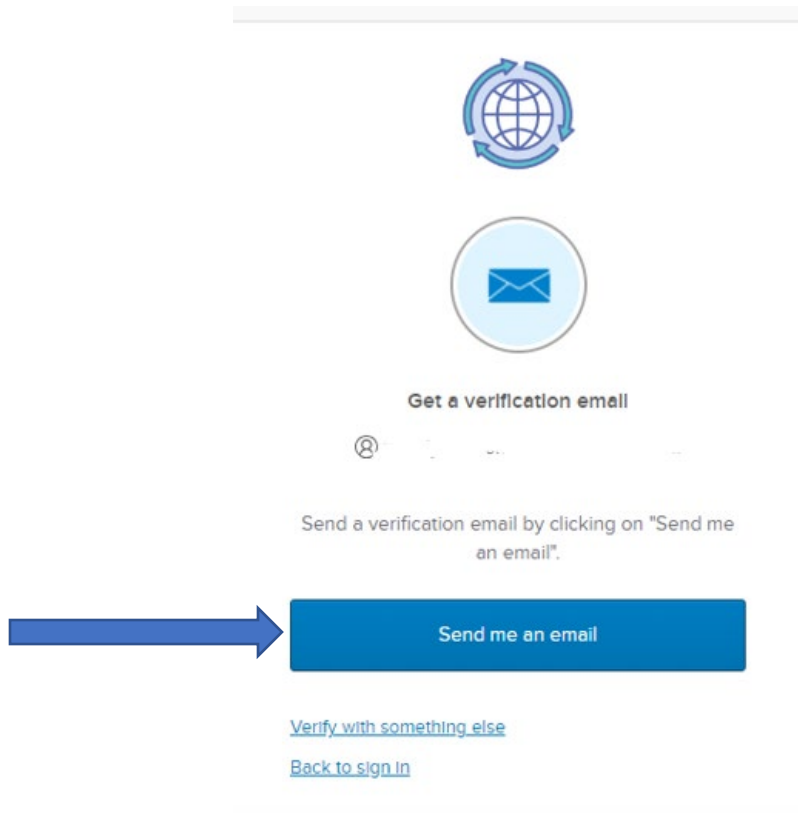 Get a verification email
Send a verification email by clicking on "Send me
an email".
Send me an email
Verify with something else
Back to sign in